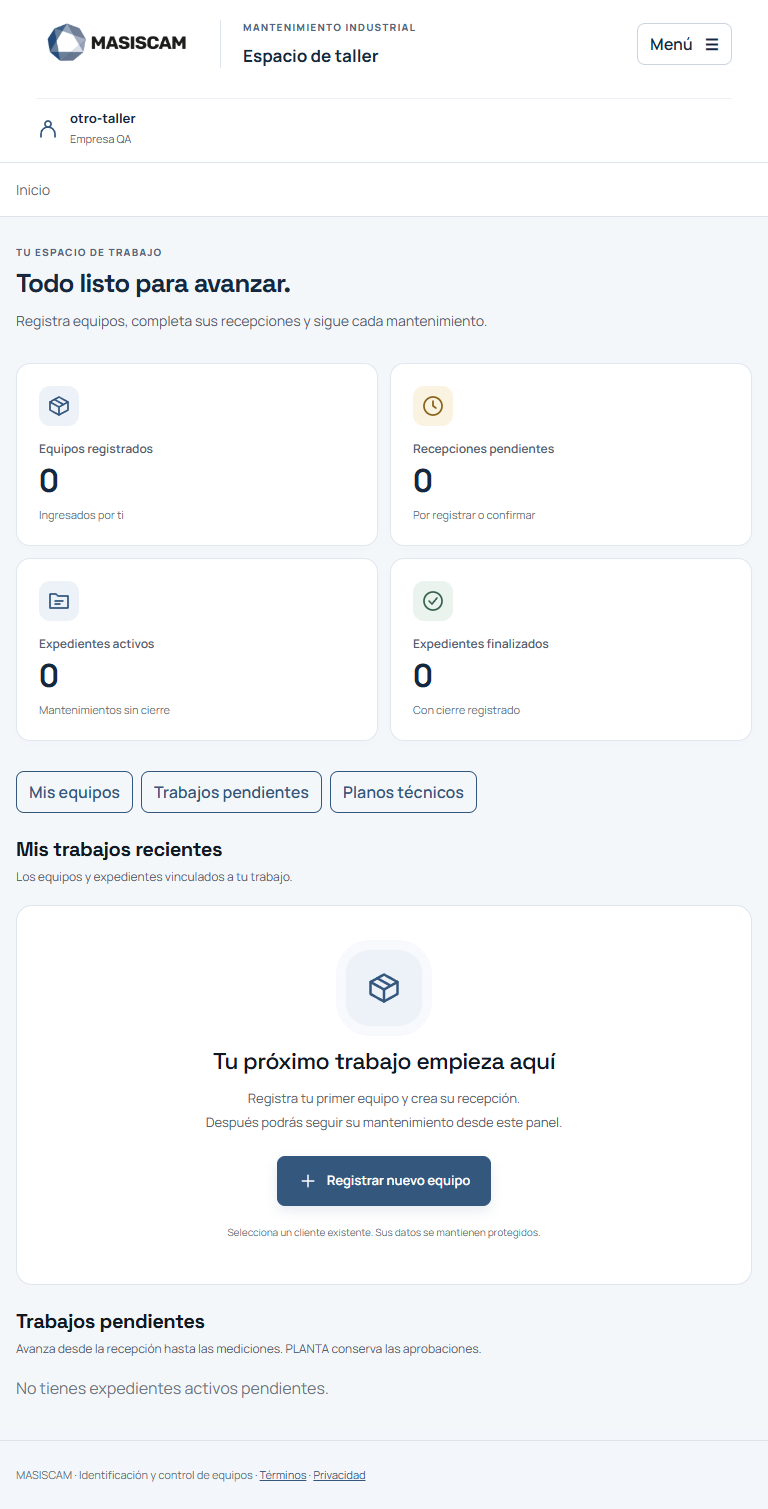 MASISCAM
MANTENIMIENTO INDUSTRIAL
Espacio de taller
Menú
otro-taller
Empresa QA
Inicio
TU ESPACIO DE TRABAJO
Todo listo para avanzar.
Registra equipos, completa sus recepciones y sigue cada mantenimiento.
Equipos registrados
0
Ingresados por ti
Recepciones pendientes
0
Por registrar o confirmar
Expedientes activos
0
Mantenimientos sin cierre
Expedientes finalizados
0
Con cierre registrado
Mis equipos
Trabajos pendientes
Planos técnicos
Mis trabajos recientes
Los equipos y expedientes vinculados a tu trabajo.
Tu próximo trabajo empieza aquí
Registra tu primer equipo y crea su recepción.
Después podrás seguir su mantenimiento desde este panel.
Registrar nuevo equipo
Selecciona un cliente existente. Sus datos se mantienen protegidos.
Trabajos pendientes
Avanza desde la recepción hasta las mediciones. PLANTA conserva las aprobaciones.
No tienes expedientes activos pendientes.
MASISCAM · Identificación y control de equipos · Términos · Privacidad